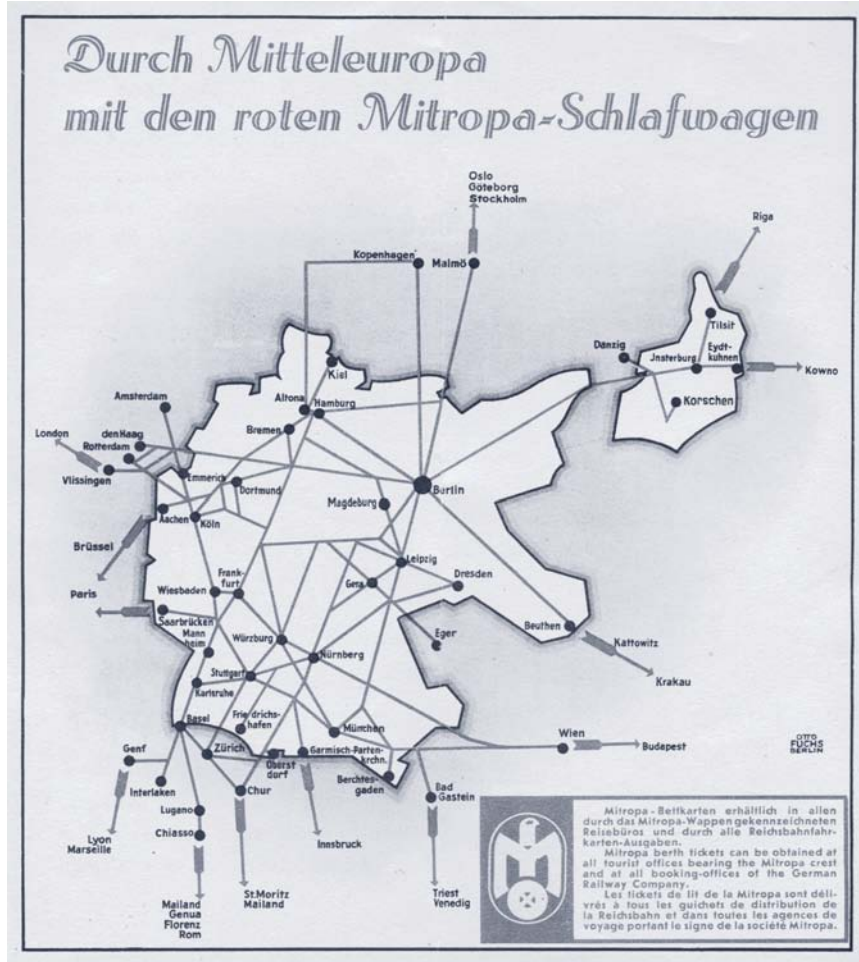 Durch Mitteleuropa
mit den roten Mitropa-Schlafwagen
Oslo
Göteborg
Stockholm
Riga
Kopenhagen
Malmö
Tilsit
Danzig
Jnsterburg
Eydt-
kuhnen
Kowno
Kiel
Korschen
Amsterdam
Altona
Hamburg
London
den Haag
Rotterdam
Bremen
Vlissingen
Emmerich
Dortmund
Berlin
Magdeburg
Aachen
Köln
Brüssel
Leipzig
Paris
Wiesbaden
Frank-
furt
Gera
Dresden
Saarbrücken
Mann
heim
Würzburg
Eger
Beuthen
Kattowitz
Krakau
Stuttgart
Nürnberg
Karlsruhe
Basel
Friedrichs-
hafen
München
Wien
Budapest
OTTO
FUCHS
BERLIN
Genf
Zürich
Oberst
dorf
Garmisch-Parten-
krchn.
Berchtes-
gaden
Interlaken
Chur
Bad
Gastein
Lugano
Chiasso
Lyon
Marseille
Innsbruck
St.Moritz
Mailand
Triest
Venedig
Mailand
Genua
Florenz
Rom
Mitropa-Bettkarten erhältlich in allen
durch das Mitropa-Wappen gekennzeichneten
Reisebüros und durch alle Reichsbahnfahr-
karten-Ausgaben.
Mitropa berth tickets can be obtained at
all tourist offices bearing the Mitropa crest
and at all booking-offices of the German
Railway Company.
Les tickets de lit de la Mitropa sont déli-
vrés à tous les guichets de distribution de
la Reichsbahn et dans toutes les agences de
voyage portant le signe de la société Mitropa.